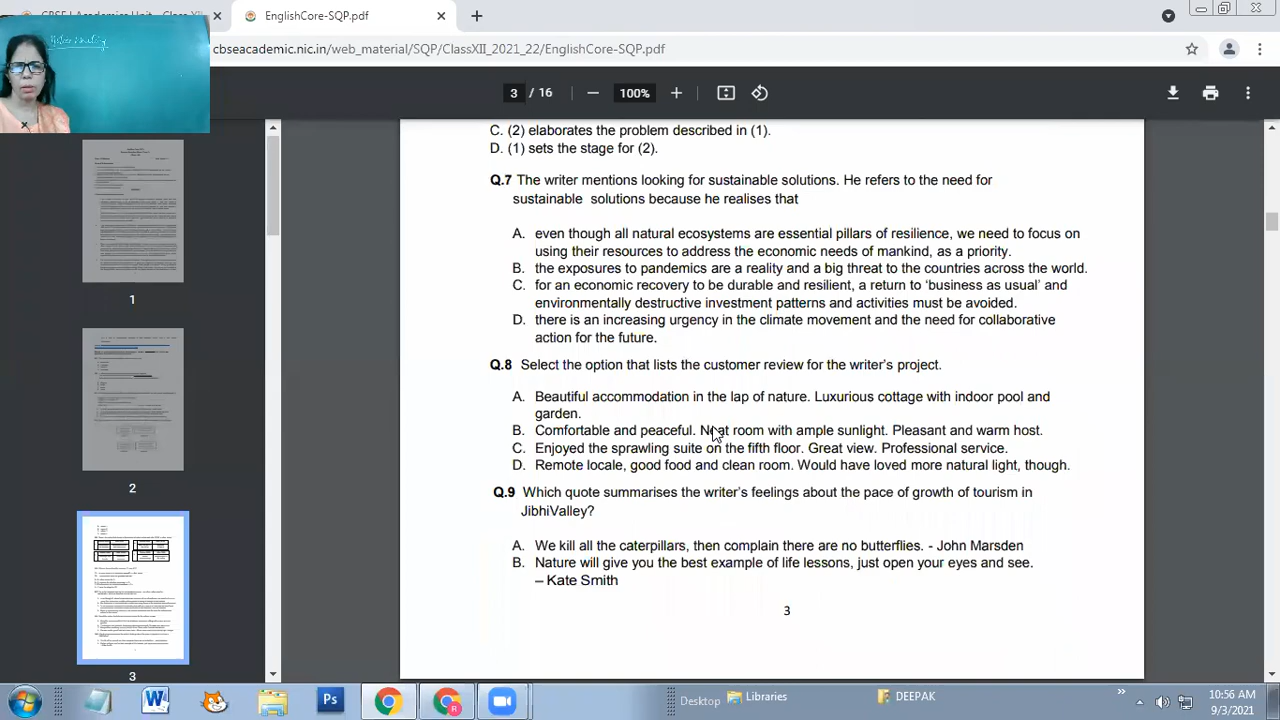 CBSE | Academics Unit - Class XII
EnglishCore-SQP.pdf
cbseacademic.nic.in/web_material/SQP/ClassXII_2021_22/EnglishCore-SQP.pdf
3 / 16
100%
C. (2) elaborates the problem described in (1).
D. (1) sets the stage for (2).
Q.7 mentions looking for sustainable solutions. He refers to the need for
sustainable solutions because he realises that
A. even though all natural ecosystems are essential pillars of resilience, we need to focus on
using their resources to address the economic needs of mankind, as a priority.
B. the exposures to pandemics are a reality and a big threat to the countries across the world.
C. for an economic recovery to be durable and resilient, a return to ‘business as usual’ and
environmentally destructive investment patterns and activities must be avoided.
D. there is an increasing urgency in the climate movement and the need for collaborative
action for the future.
Q.8 Select the option that lists the customer review for the writer’s project.
A. Beautiful accommodation in the lap of nature. Luxurious cottage with indoor pool and
garden.
B. Comfortable and peaceful. Neat room with ample sunlight. Pleasant and warm host.
C. Enjoyed the sprawling suite on the fifth floor. Great view. Professional service.
D. Remote locale, good food and clean room. Would have loved more natural light, though.
Q.9 Which quote summarises the writer’s feelings about the pace of growth of tourism in
JibhiValley?
A. kill all the caterpillars, then complain there are no butterflies. - John Marsden
B. Nature will give you the best example of life lessons, just open your eyes and see.
- Kate Smith
3
1
2
3
Desktop
Libraries
DEEPAK
10:56 AM
9/3/2021